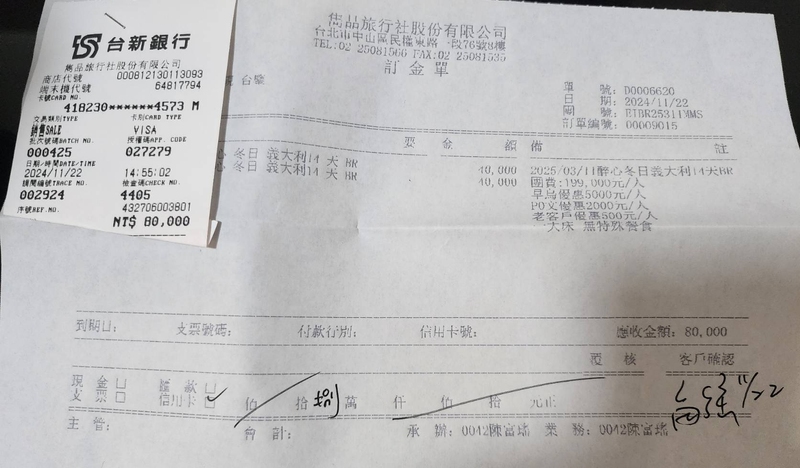 台新銀行
雋品旅行社股份有限公司
商店代號 000812130113093
端末機代號 64817794
卡號CARD NO.
418230******4573 M
交易類別TYPE 卡別CARD TYPE
銷售SALE VISA
批次號碼BATCH NO. 授權碼APP. CODE
000425 027279
日期/時間DATE/TIME
2024/11/22 14:55:02
調閱編號TRACE NO. 檢查碼CHECK NO.
002924 4405
序號REF.NO. 432706003801
NT$ 80,000
雋品旅行社股份有限公司
台北市中山區民權東路一段76號8樓
TEL:02 25081566 FAX:02 25081535
訂金單
台鑒
單 號: D0006620
日 期: 2024/11/22
團 號: EIBR25311MMS
訂單編號: 00009015
要 金 額 備 註
心 冬日 義大利14 天 BR 40,000 2025/03/11醉心冬日義大利14天BR
心 冬日 義大利14 天 BR 40,000 團費:199,000元/人
早鳥優惠5000元/人
PO文優惠2000元/人
老客戶優惠500元/人
一大床 無特殊餐食
到期日: 支票號碼: 付款行別: 信用卡號: 應收金額: 80,000
覆 核 客戶確認
現 金 □ 匯 款 □
支 票 □ 信用卡 □ ✓ 佰 拾 捌 萬 仟 佰 拾 元正
11/22
主 管: 會 計: 承 辦: 0042陳富瑤 業 務: 0042陳富瑤